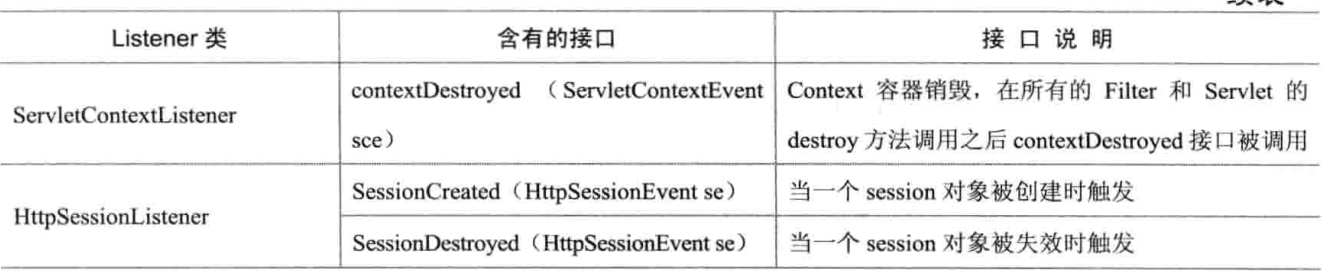 Listener 类 含有的接口 接 口 说 明
ServletContextListener
contextDestroyed （ServletContextEvent
sce）
Context 容器销毁，在所有的 Filter 和 Servlet 的
destroy 方法调用之后 contextDestroyed 接口被调用
HttpSessionListener
SessionCreated（HttpSessionEvent se）
当一个 session 对象被创建时触发
SessionDestroyed（HttpSessionEvent se）
当一个 session 对象被失效时触发